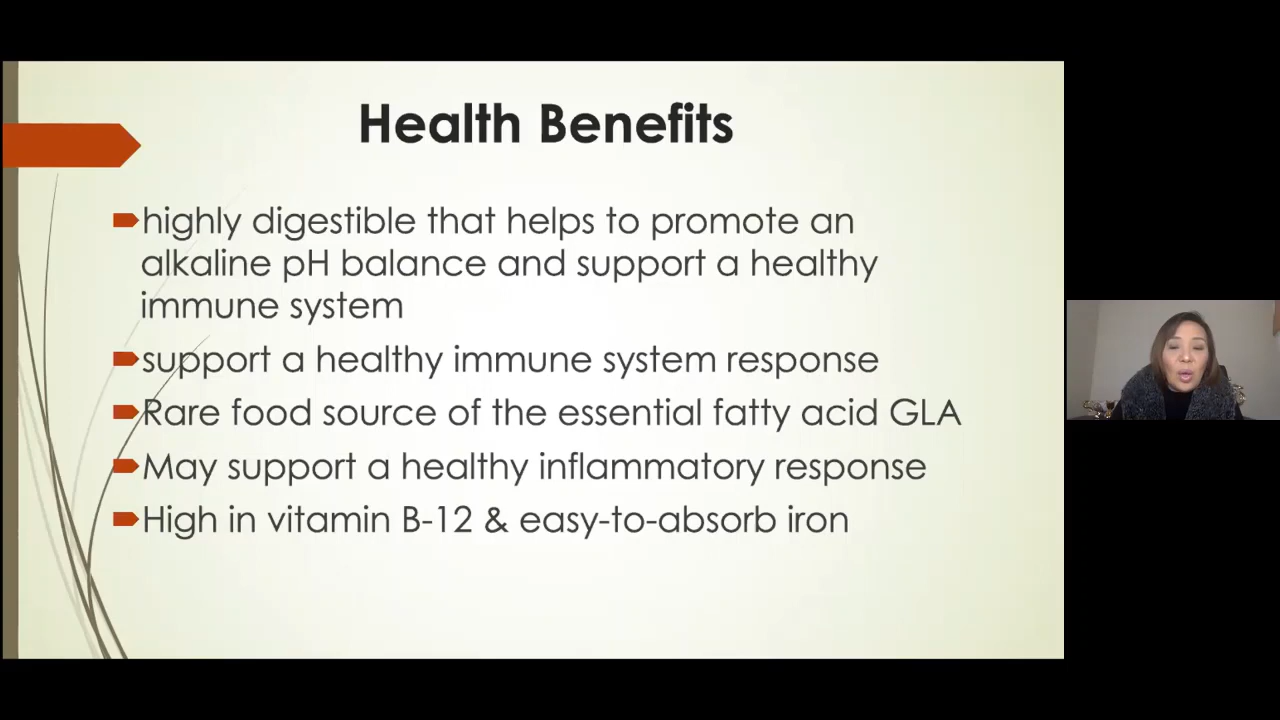 Health Benefits
highly digestible that helps to promote an
alkaline pH balance and support a healthy
immune system
support a healthy immune system response
Rare food source of the essential fatty acid GLA
May support a healthy inflammatory response
High in vitamin B-12 & easy-to-absorb iron